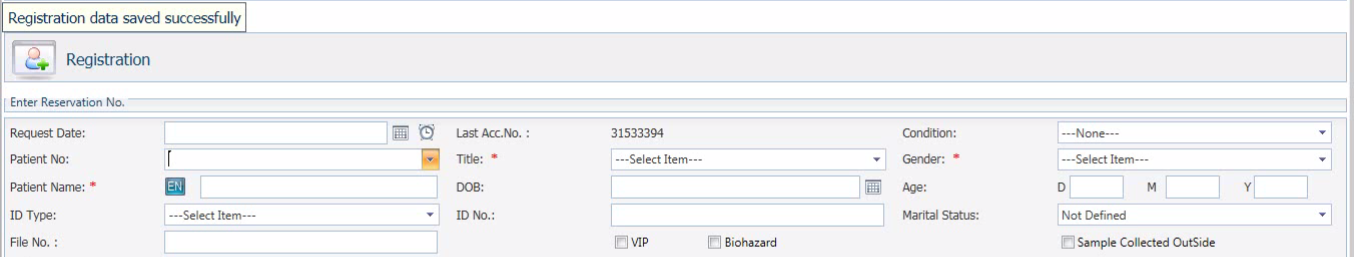 Registration data saved successfully
Registration
Enter Reservation No.
Request Date: Last Acc.No. : 31533394 Condition: ---None---
Patient No: Title: * ---Select Item--- Gender: * ---Select Item---
Patient Name: * EN DOB: Age: D M Y
ID Type: ---Select Item--- ID No.: Marital Status: Not Defined
File No. : VIP Biohazard Sample Collected OutSide